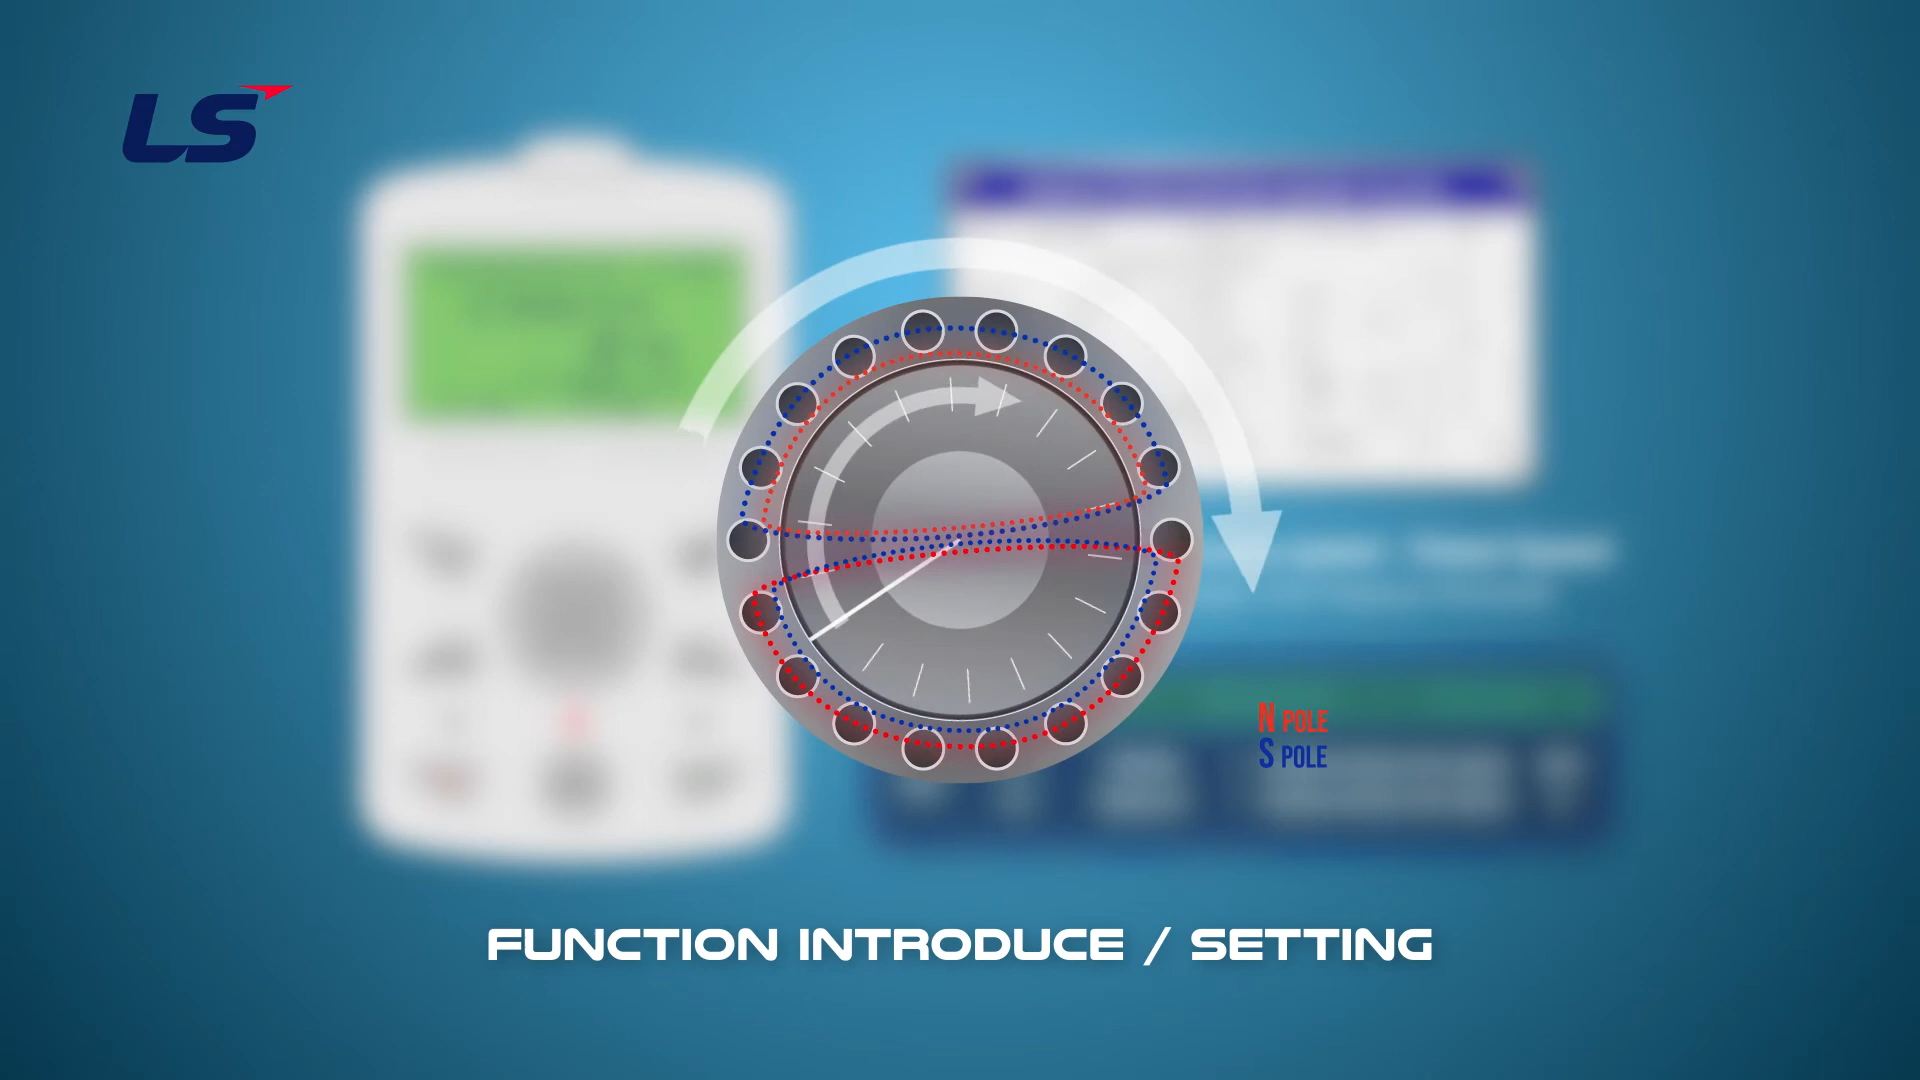 LS
N POLE
S POLE
FUNCTION INTRODUCE / SETTING